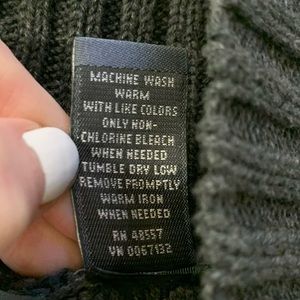 MACHINE WASH
WARM
WITH LIKE COLORS
ONLY NON-
CHLORINE BLEACH
WHEN NEEDED
TUMBLE DRY LOW
REMOVE PROMPTLY
WARM IRON
WHEN NEEDED
RN 48557
VN 0067132